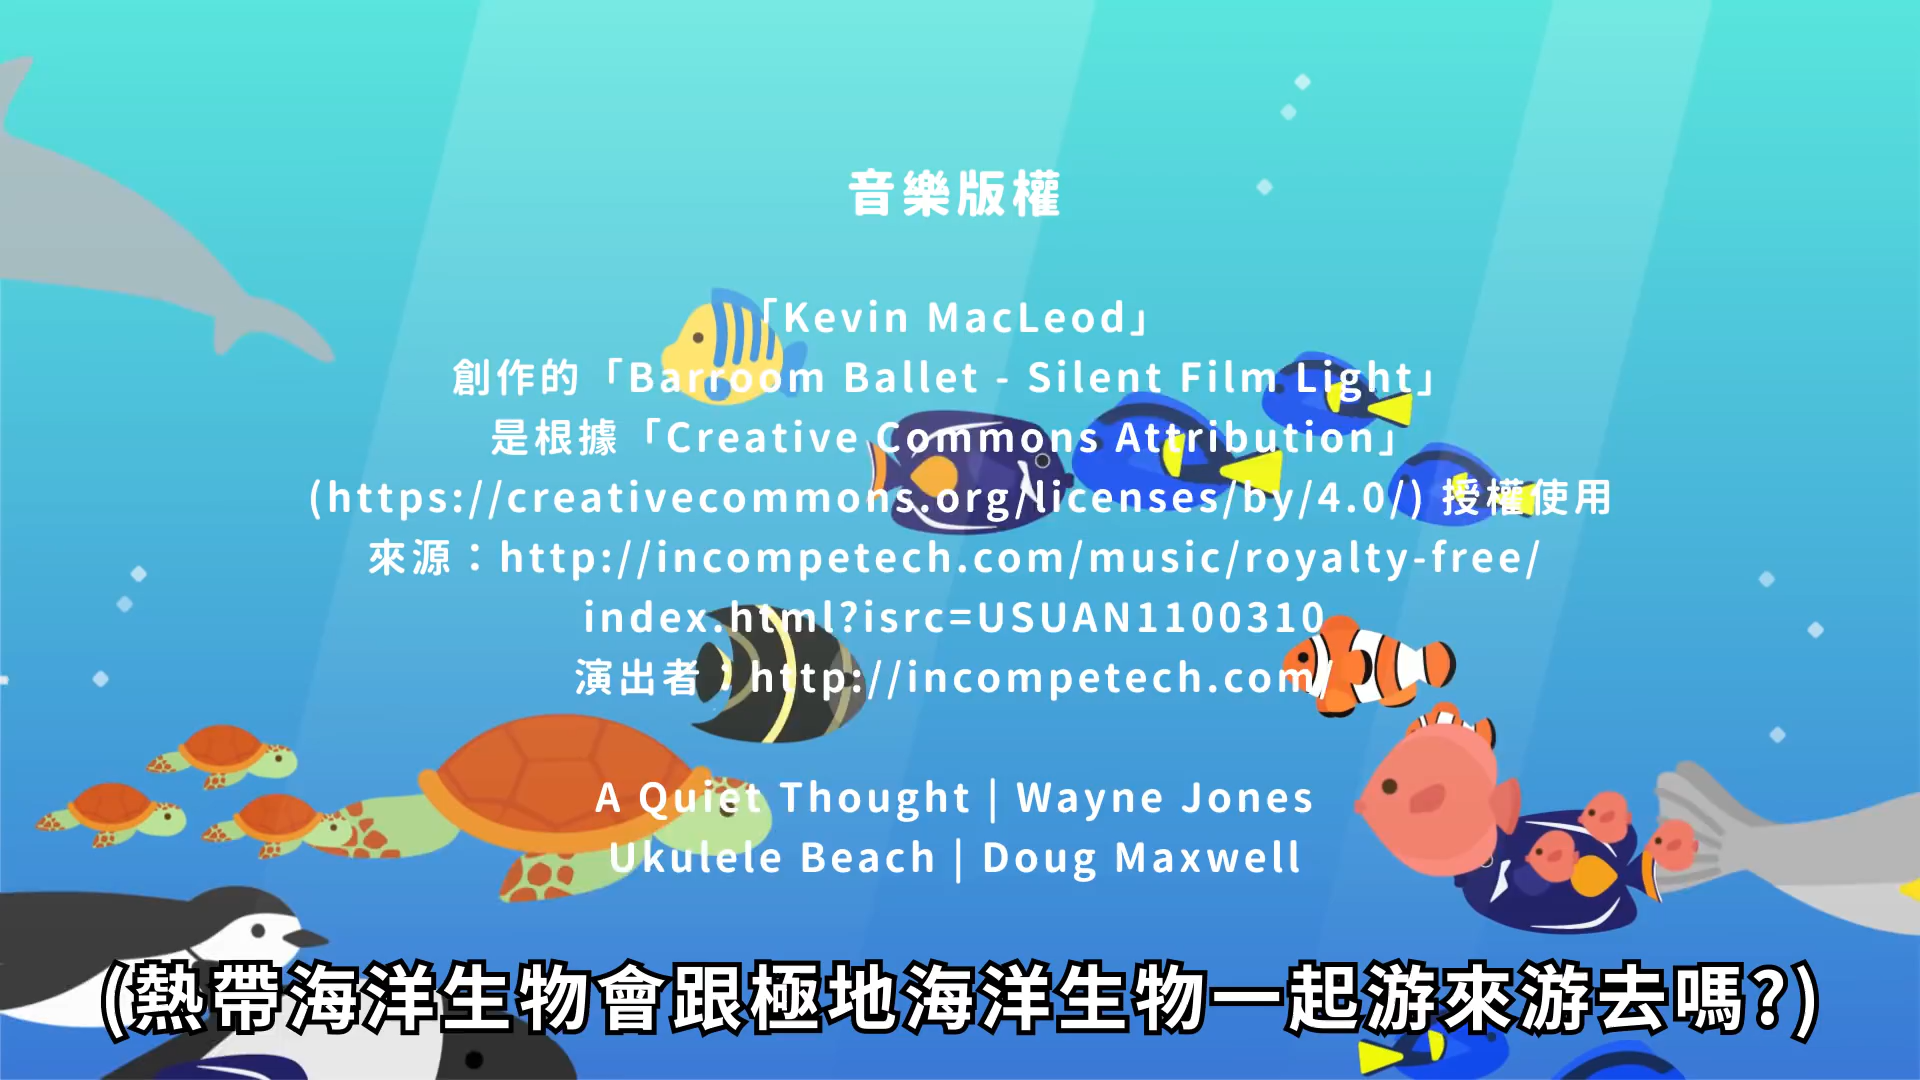 音樂版權
「Kevin MacLeod」
創作的「Barroom Ballet - Silent Film Light」
是根據「Creative Commons Attribution」
(https://creativecommons.org/licenses/by/4.0/) 授權使用
來源：http://incompetech.com/music/royalty-free/
index.html?isrc=USUAN1100310
演出者：http://incompetech.com/
A Quiet Thought | Wayne Jones
Ukulele Beach | Doug Maxwell
(熱帶海洋生物會跟極地海洋生物一起游來游去嗎?)